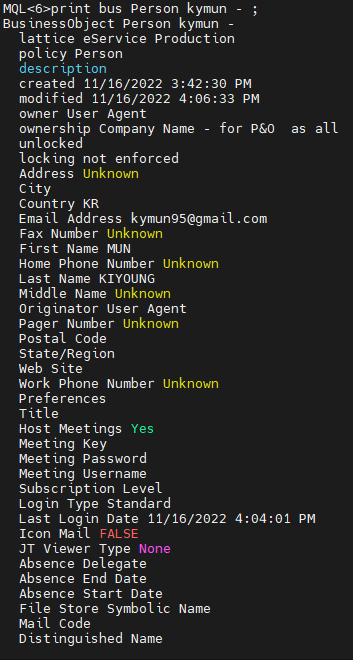 MQL<6>print bus Person kymun - ;
BusinessObject Person kymun -
lattice eService Production
policy Person
description
created 11/16/2022 3:42:30 PM
modified 11/16/2022 4:06:33 PM
owner User Agent
ownership Company Name - for P&O  as all
unlocked
locking not enforced
Address Unknown
City
Country KR
Email Address kymun95@gmail.com
Fax Number Unknown
First Name MUN
Home Phone Number Unknown
Last Name KIYOUNG
Middle Name Unknown
Originator User Agent
Pager Number Unknown
Postal Code
State/Region
Web Site
Work Phone Number Unknown
Preferences
Title
Host Meetings Yes
Meeting Key
Meeting Password
Meeting Username
Subscription Level
Login Type Standard
Last Login Date 11/16/2022 4:04:01 PM
Icon Mail FALSE
JT Viewer Type None
Absence Delegate
Absence End Date
Absence Start Date
File Store Symbolic Name
Mail Code
Distinguished Name